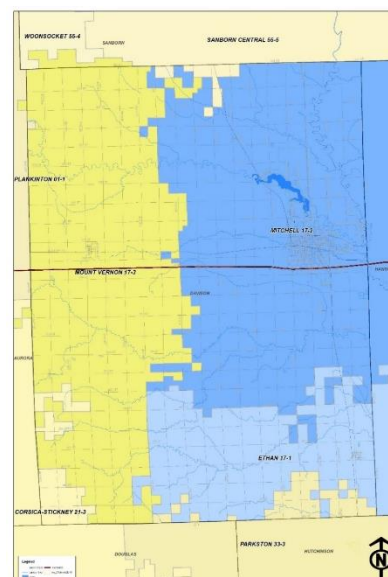 WOONSOCKET 55-4
SANBORN
SANBORN CENTRAL 55-5
PLANKINTON 01-1
MITCHELL 17-2
MOUNT VERNON 17-3
DAVISON
AURORA
ETHAN 17-1
CORSICA-STICKNEY 21-3
PARKSTON 33-3
DOUGLAS
HUTCHINSON
Legend
N